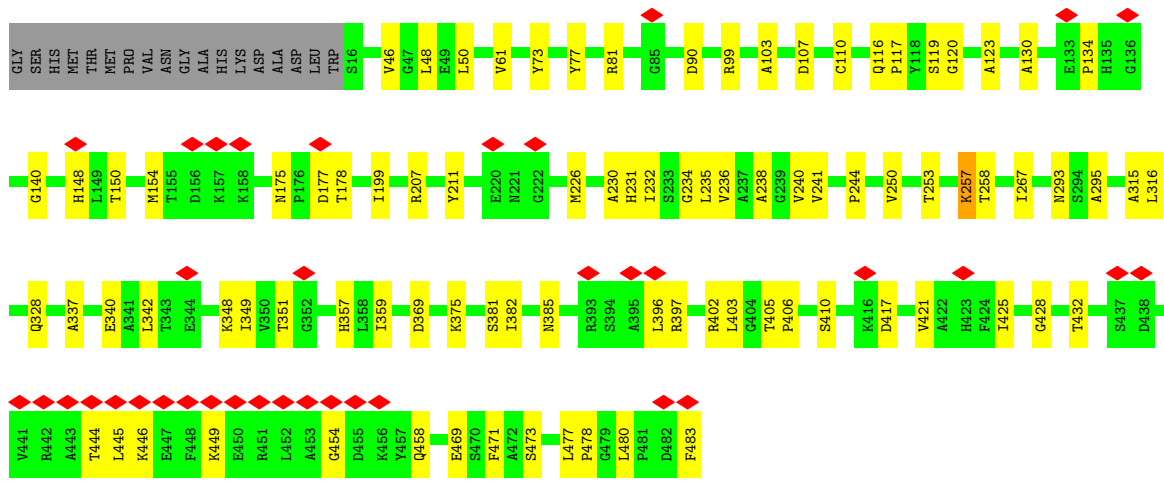 GLY SER HIS MET THR MET PRO VAL ASN GLY ALA HIS LYS ASP ALA ASP LEU TRP S16 V46 G47 L48 E49 L50 V61 Y73 Y77 R81 G85 D90 R99 A103 D107 C110 Q116 P117 Y118 S119 G120 A123 A130 E133 P134 H135 G136
G140 H148 L149 T150 M154 T155 D156 K157 K158 N175 P176 D177 T178 I199 R207 Y211 E220 N221 G222 M226 A230 H231 I232 S233 G234 L235 V236 A237 A238 G239 V240 V241 P244 V250 T253 K257 T258 I267 N293 S294 A295 A315 L316
Q328 A337 E340 A341 L342 T343 E344 K348 I349 V350 T351 G352 H357 L358 I359 D369 K375 S381 I382 N385 R393 S394 A395 L396 R397 R402 L403 G404 T405 P406 S410 K416 D417 V421 A422 H423 F424 I425 G428 T432 S437 D438
V441 R442 A443 T444 L445 K446 E447 F448 K449 E450 R451 L452 A453 G454 D455 K456 Y457 Q458 E469 S470 F471 A472 S473 L477 P478 G479 L480 P481 D482 F483